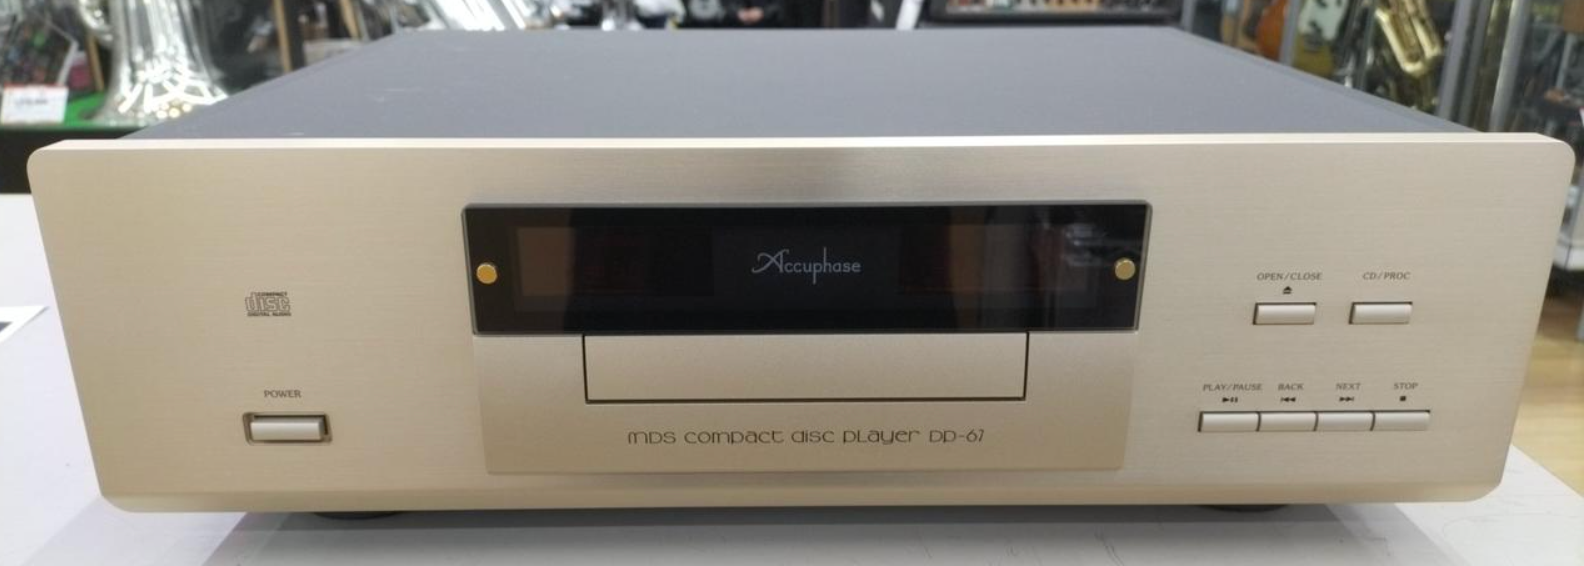 Accuphase
COMPACT
disc
DIGITAL AUDIO
POWER
MDS compact disc player DP-67
OPEN/CLOSE
CD/PROC
PLAY/PAUSE
BACK
NEXT
STOP